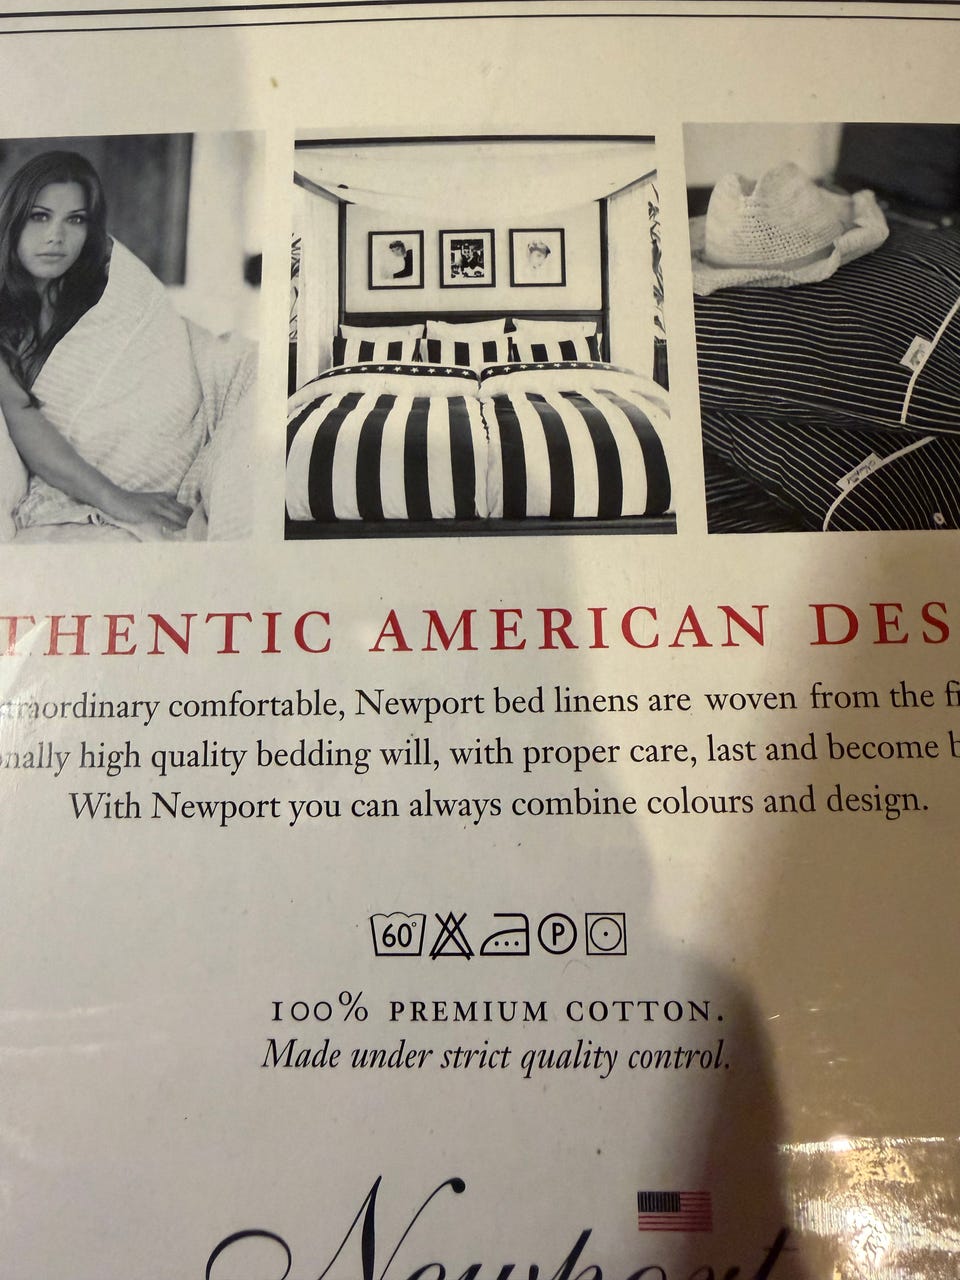 THENTIC AMERICAN DES
traordinary comfortable, Newport bed linens are woven from the fi
nally high quality bedding will, with proper care, last and become b
With Newport you can always combine colours and design.
60° P
100% PREMIUM COTTON.
Made under strict quality control.
Newport